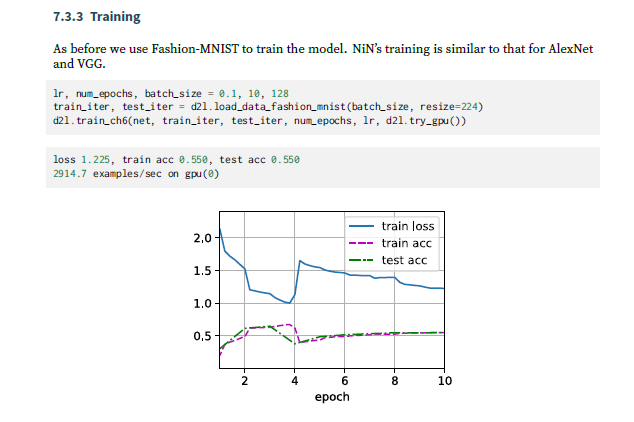 7.3.3 Training
As before we use Fashion-MNIST to train the model. NiN's training is similar to that for AlexNet
and VGG.
lr, num_epochs, batch_size = 0.1, 10, 128
train_iter, test_iter = d2l.load_data_fashion_mnist(batch_size, resize=224)
d2l.train_ch6(net, train_iter, test_iter, num_epochs, lr, d2l.try_gpu())
loss 1.225, train acc 0.550, test acc 0.550
2914.7 examples/sec on gpu(0)
train loss
train acc
test acc
2.0
1.5
1.0
0.5
2 4 6 8 10
epoch